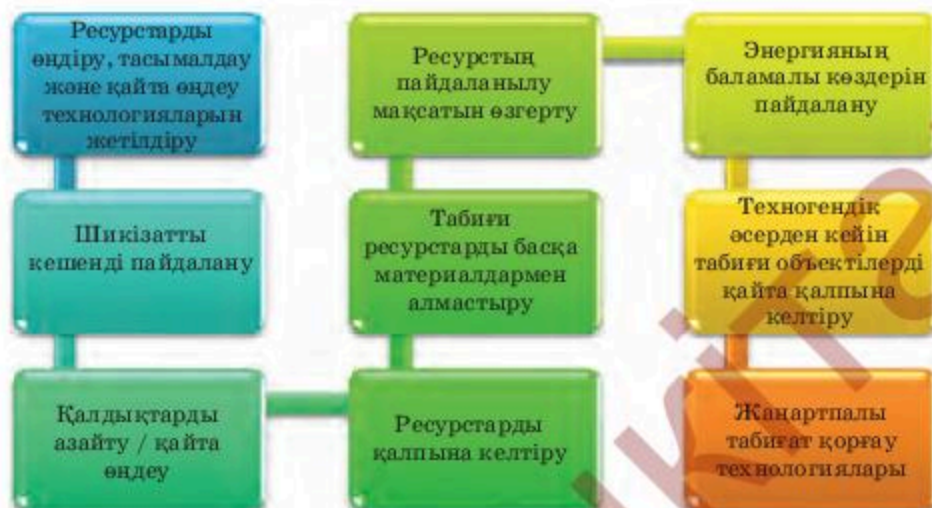 Ресурстарды
өндіру, тасымалдау
және қайта өңдеу
технологияларын
жетілдіру
Шикізатты
кешенді пайдалану
Қалдықтарды
азайту / қайта
өңдеу
Ресурстарды
қалпына келтіру
Табиғи
ресурстарды басқа
материалдармен
алмастыру
Ресурстың
пайдаланылу
мақсатын өзгерту
Энергияның
баламалы көздерін
пайдалану
Техногендік
әсерден кейін
табиғи объектілерді
қайта қалпына
келтіру
Жаңартпалы
табиғат қорғау
технологиялары